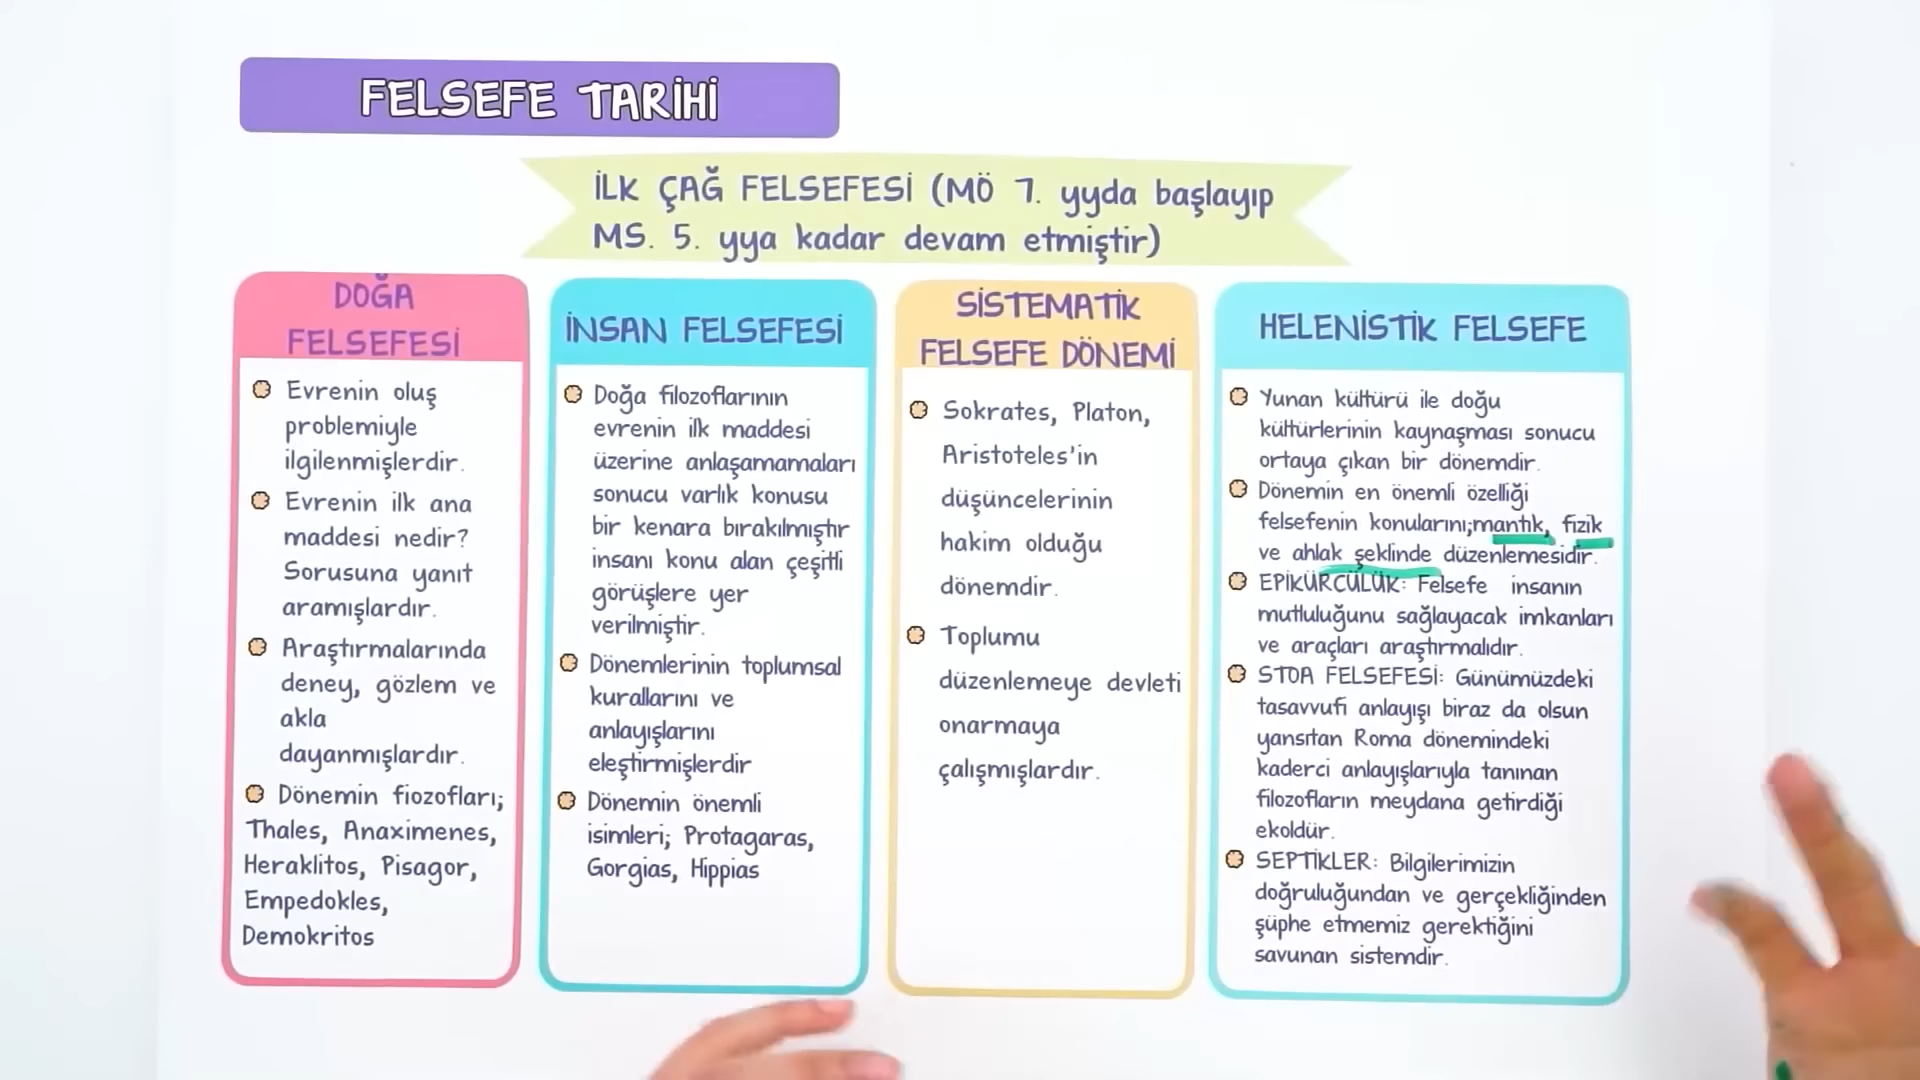 FELSEFE TARİHİ
İLK ÇAĞ FELSEFESİ (MÖ 7. yyda başlayıp
MS. 5. yya kadar devam etmiştir)
DOĞA
FELSEFESİ
Evrenin oluş
problemiyle
ilgilenmişlerdir.
Evrenin ilk ana
maddesi nedir?
Sorusuna yanıt
aramışlardır.
Araştırmalarında
deney, gözlem ve
akla
dayanmışlardır.
Dönemin fiozofları;
Thales, Anaximenes,
Heraklitos, Pisagor,
Empedokles,
Demokritos
İNSAN FELSEFESİ
Doğa filozoflarının
evrenin ilk maddesi
üzerine anlaşamamaları
sonucu varlık konusu
bir kenara bırakılmıştır
insanı konu alan çeşitli
görüşlere yer
verilmiştir.
Dönemlerinin toplumsal
kurallarını ve
anlayışlarını
eleştirmişlerdir
Dönemin önemli
isimleri; Protagaras,
Gorgias, Hippias
SİSTEMATİK
FELSEFE DÖNEMİ
Sokrates, Platon,
Aristoteles'in
düşüncelerinin
hakim olduğu
dönemdir.
Toplumu
düzenlemeye devleti
onarmaya
çalışmışlardır.
HELENİSTİK FELSEFE
Yunan kültürü ile doğu
kültürlerinin kaynaşması sonucu
ortaya çıkan bir dönemdir.
Dönemin en önemli özelliği
felsefenin konularını;mantık, fizik
ve ahlak şeklinde düzenlemesidir.
EPİKÜRCÜLÜK: Felsefe insanın
mutluluğunu sağlayacak imkanları
ve araçları araştırmalıdır.
STOA FELSEFESİ: Günümüzdeki
tasavvufi anlayışı biraz da olsun
yansıtan Roma dönemindeki
kaderci anlayışlarıyla tanınan
filozofların meydana getirdiği
ekoldür.
SEPTİKLER: Bilgilerimizin
doğruluğundan ve gerçekliğinden
şüphe etmemiz gerektiğini
savunan sistemdir.